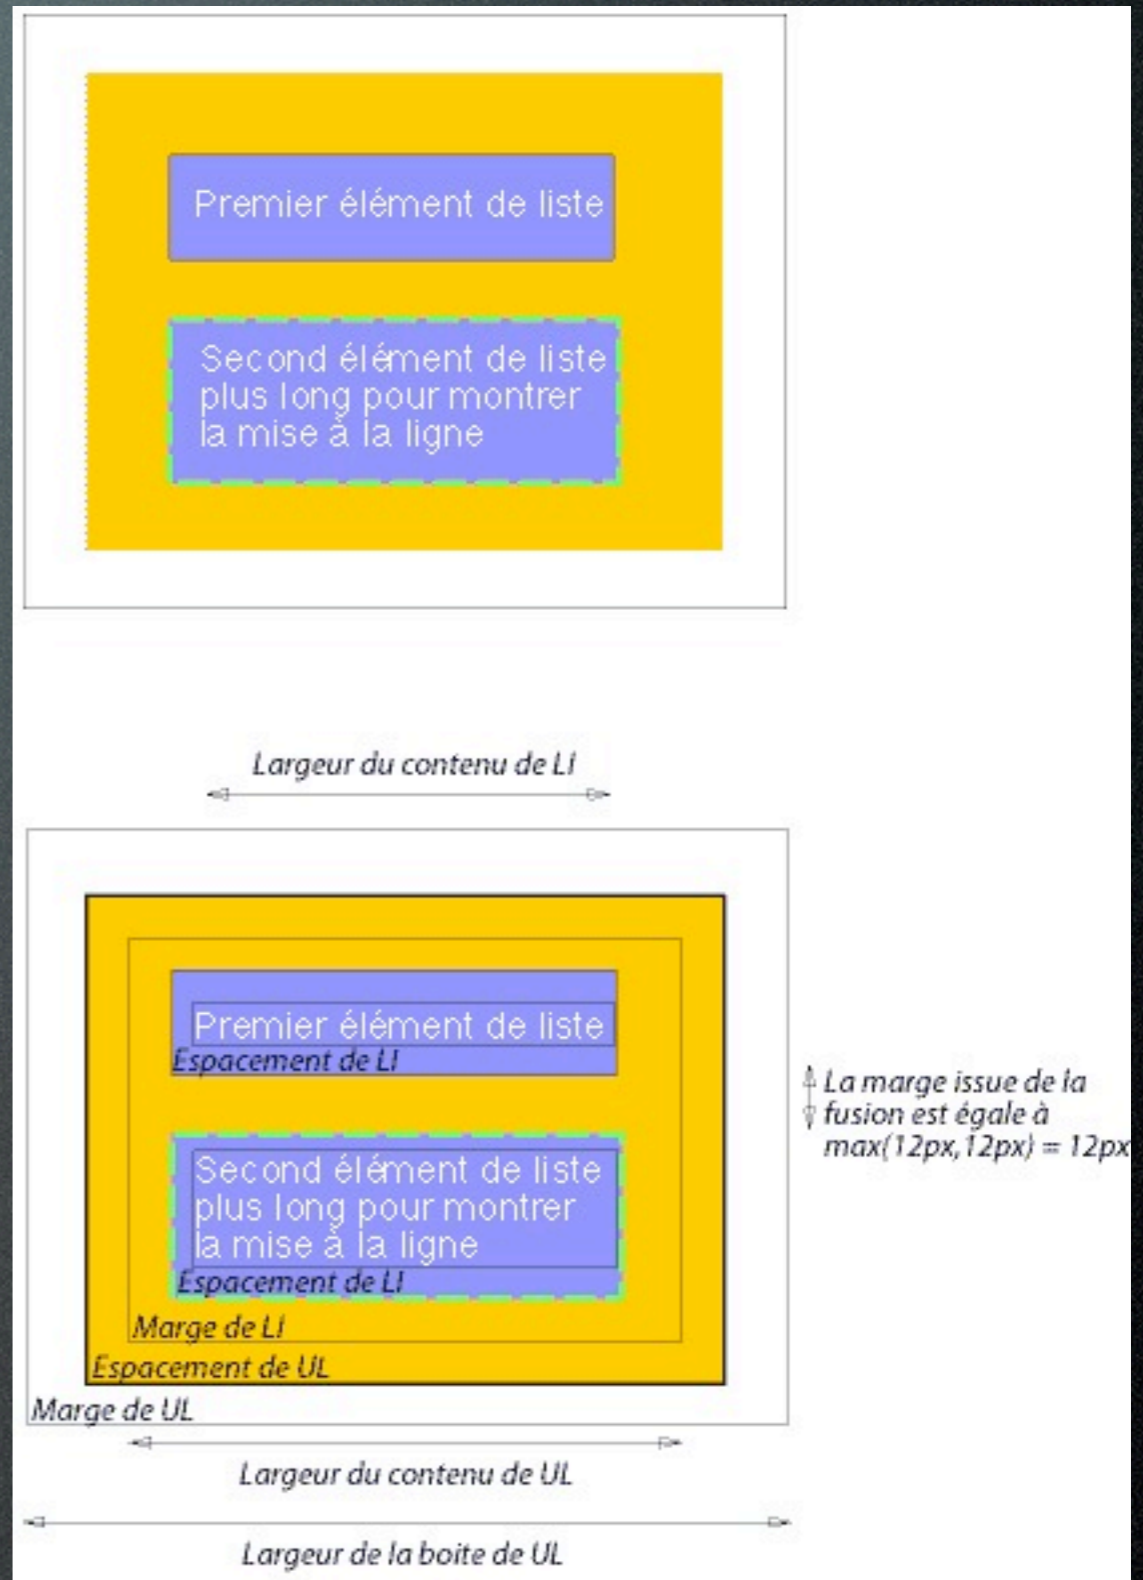 Premier élément de liste
Second élément de liste
plus long pour montrer
la mise à la ligne
Largeur du contenu de LI
Premier élément de liste
Espacement de LI
La marge issue de la
fusion est égale à
max(12px,12px) = 12px
Second élément de liste
plus long pour montrer
la mise à la ligne
Espacement de LI
Marge de LI
Espacement de UL
Marge de UL
Largeur du contenu de UL
Largeur de la boite de UL